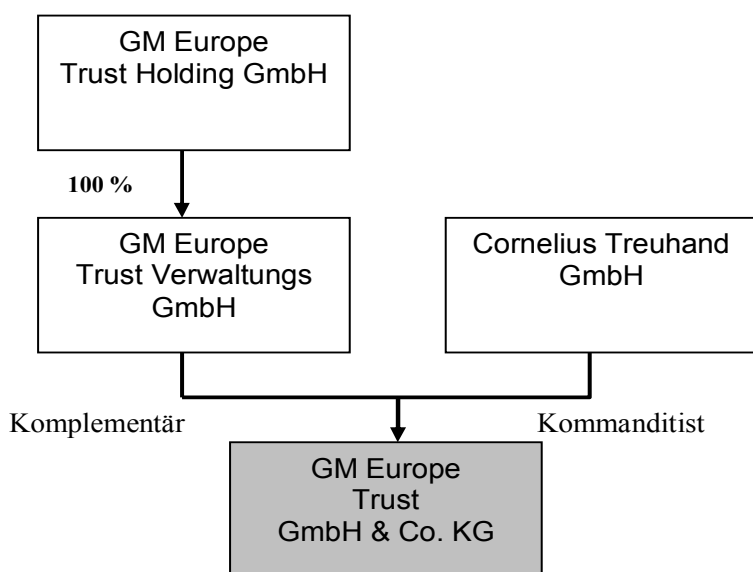 GM Europe
Trust Holding GmbH
100 %
GM Europe
Trust Verwaltungs
GmbH
Cornelius Treuhand
GmbH
Komplementär
Kommanditist
GM Europe
Trust
GmbH & Co. KG